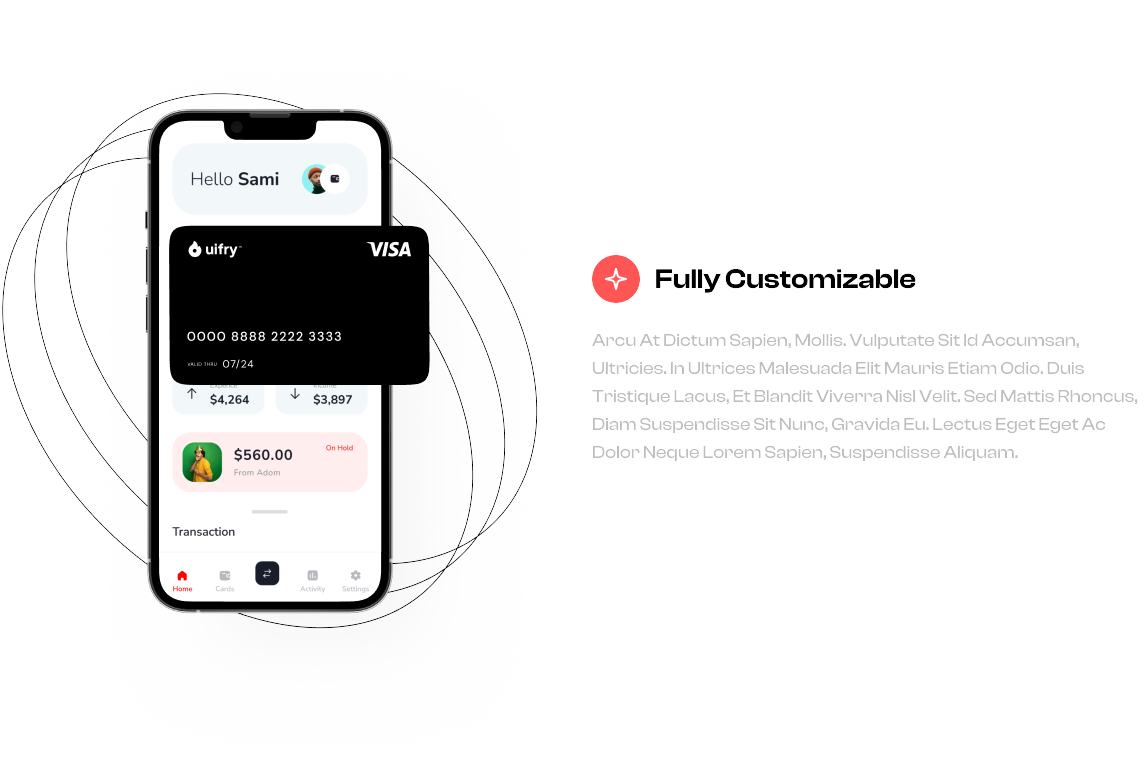 Hello Sami
uifry™
VISA
0000 8888 2222 3333
VALID THRU 07/24
Expence
Income
$4,264
$3,897
$560.00
On Hold
From Adom
Transaction
Home
Cards
Activity
Settings
Fully Customizable
Arcu At Dictum Sapien, Mollis. Vulputate Sit Id Accumsan,
Ultricies. In Ultrices Malesuada Elit Mauris Etiam Odio. Duis
Tristique Lacus, Et Blandit Viverra Nisl Velit. Sed Mattis Rhoncus,
Diam Suspendisse Sit Nunc, Gravida Eu. Lectus Eget Eget Ac
Dolor Neque Lorem Sapien, Suspendisse Aliquam.